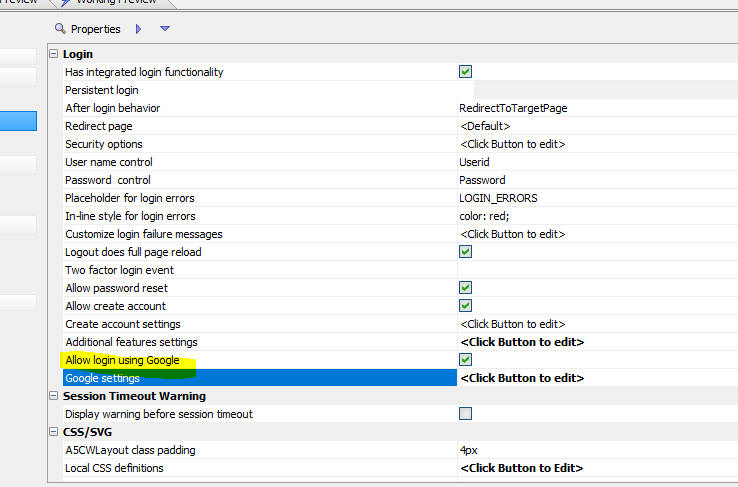 Working Preview
Properties
Login
Has integrated login functionality
Persistent login
After login behavior RedirectToTargetPage
Redirect page <Default>
Security options <Click Button to edit>
User name control Userid
Password control Password
Placeholder for login errors LOGIN_ERRORS
In-line style for login errors color: red;
Customize login failure messages <Click Button to edit>
Logout does full page reload
Two factor login event
Allow password reset
Allow create account
Create account settings <Click Button to edit>
Additional features settings <Click Button to edit>
Allow login using Google
Google settings <Click Button to edit>
Session Timeout Warning
Display warning before session timeout
CSS/SVG
A5CWLayout class padding 4px
Local CSS definitions <Click Button to Edit>